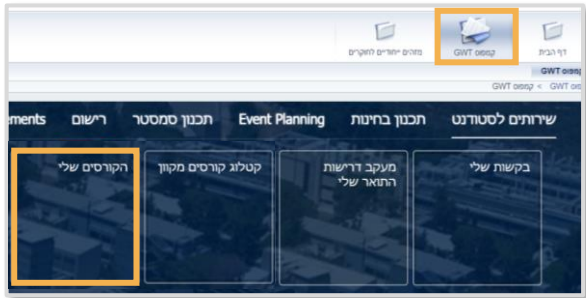 דף הבית
קמפוס GWT
מזהים ייחודיים לחוקרים
קמפוס GWT
קמפוס GWT > GWT
שירותים לסטודנט
תכנון בחינות
Event Planning
תכנון סמסטר
רישום
ements
בקשות שלי
מעקב דרישות
התואר שלי
קטלוג קורסים מקוון
הקורסים שלי